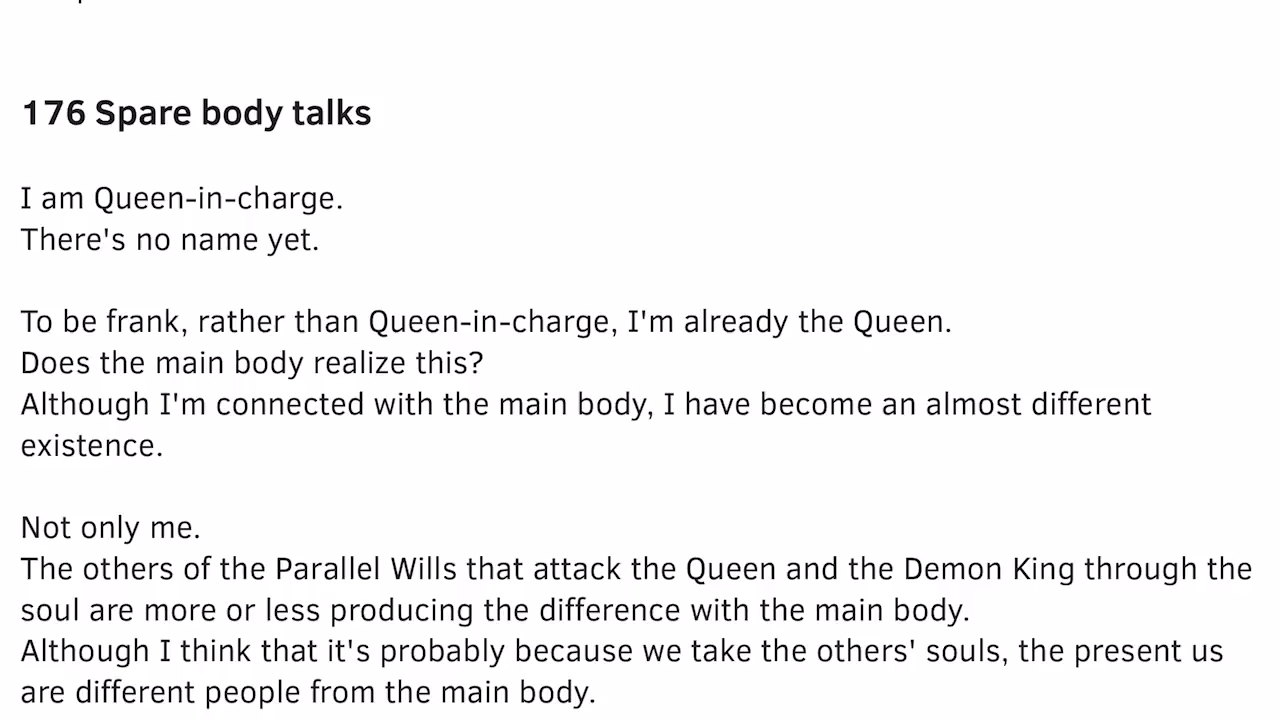 176 Spare body talks
I am Queen-in-charge.
There's no name yet.
To be frank, rather than Queen-in-charge, I'm already the Queen.
Does the main body realize this?
Although I'm connected with the main body, I have become an almost different
existence.
Not only me.
The others of the Parallel Wills that attack the Queen and the Demon King through the
soul are more or less producing the difference with the main body.
Although I think that it's probably because we take the others' souls, the present us
are different people from the main body.